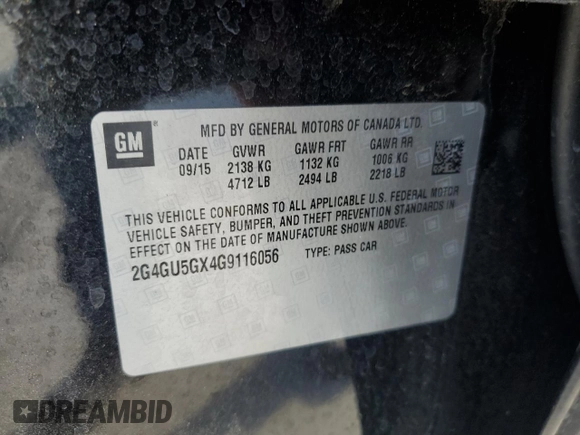 GM ®
MFD BY GENERAL MOTORS OF CANADA LTD.
DATE GVWR GAWR FRT GAWR RR
09/15 2138 KG 1132 KG 1006 KG
4712 LB 2494 LB 2218 LB
THIS VEHICLE CONFORMS TO ALL APPLICABLE U.S. FEDERAL MOTOR
VEHICLE SAFETY, BUMPER, AND THEFT PREVENTION STANDARDS IN
EFFECT ON THE DATE OF MANUFACTURE SHOWN ABOVE.
2G4GU5GX4G9116056 TYPE: PASS CAR
DREAMBID